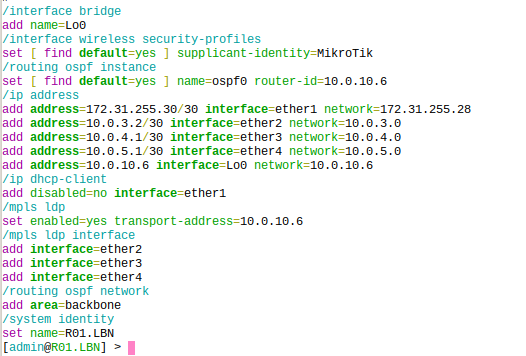 /interface bridge
add name=Lo0
/interface wireless security-profiles
set [ find default=yes ] supplicant-identity=MikroTik
/routing ospf instance
set [ find default=yes ] name=ospf0 router-id=10.0.10.6
/ip address
add address=172.31.255.30/30 interface=ether1 network=172.31.255.28
add address=10.0.3.2/30 interface=ether2 network=10.0.3.0
add address=10.0.4.1/30 interface=ether3 network=10.0.4.0
add address=10.0.5.1/30 interface=ether4 network=10.0.5.0
add address=10.0.10.6 interface=Lo0 network=10.0.10.6
/ip dhcp-client
add disabled=no interface=ether1
/mpls ldp
set enabled=yes transport-address=10.0.10.6
/mpls ldp interface
add interface=ether2
add interface=ether3
add interface=ether4
/routing ospf network
add area=backbone
/system identity
set name=R01.LBN
[admin@R01.LBN] >